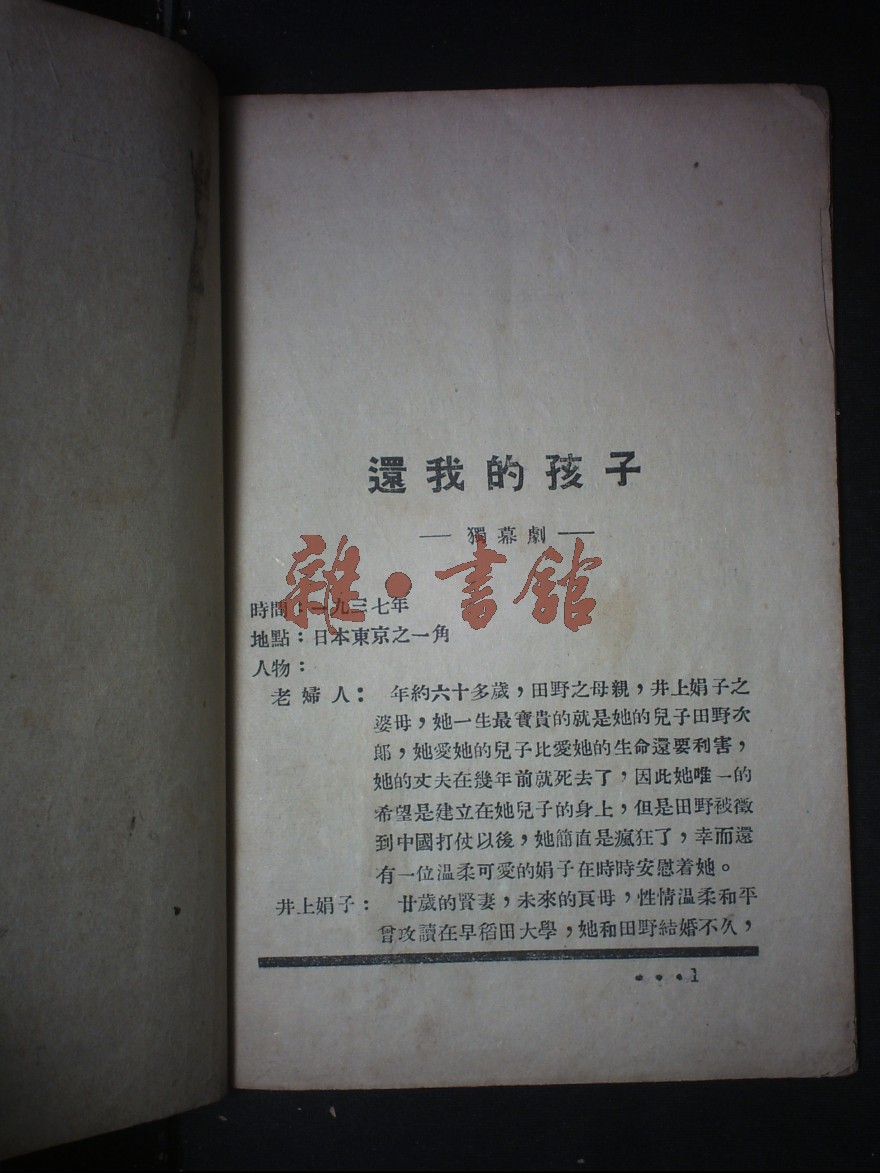 還我的孩子
—獨幕劇—
雜·書館
時間：一九三七年
地點：日本東京之一角
人物：
老婦人： 年約六十多歲，田野之母親，井上娟子之
婆母，她一生最寶貴的就是她的兒子田野次
郎，她愛她的兒子比愛她的生命還要利害，
她的丈夫在幾年前就死去了，因此她唯一的
希望是建立在她兒子的身上，但是田野被徵
到中國打仗以後，她簡直是瘋狂了，幸而還
有一位溫柔可愛的娟子在時時安慰着她。
井上娟子： 廿歲的賢妻，未來的良母，性情溫柔和平
曾攻讀在早稻田大學，她和田野結婚不久，
•••1